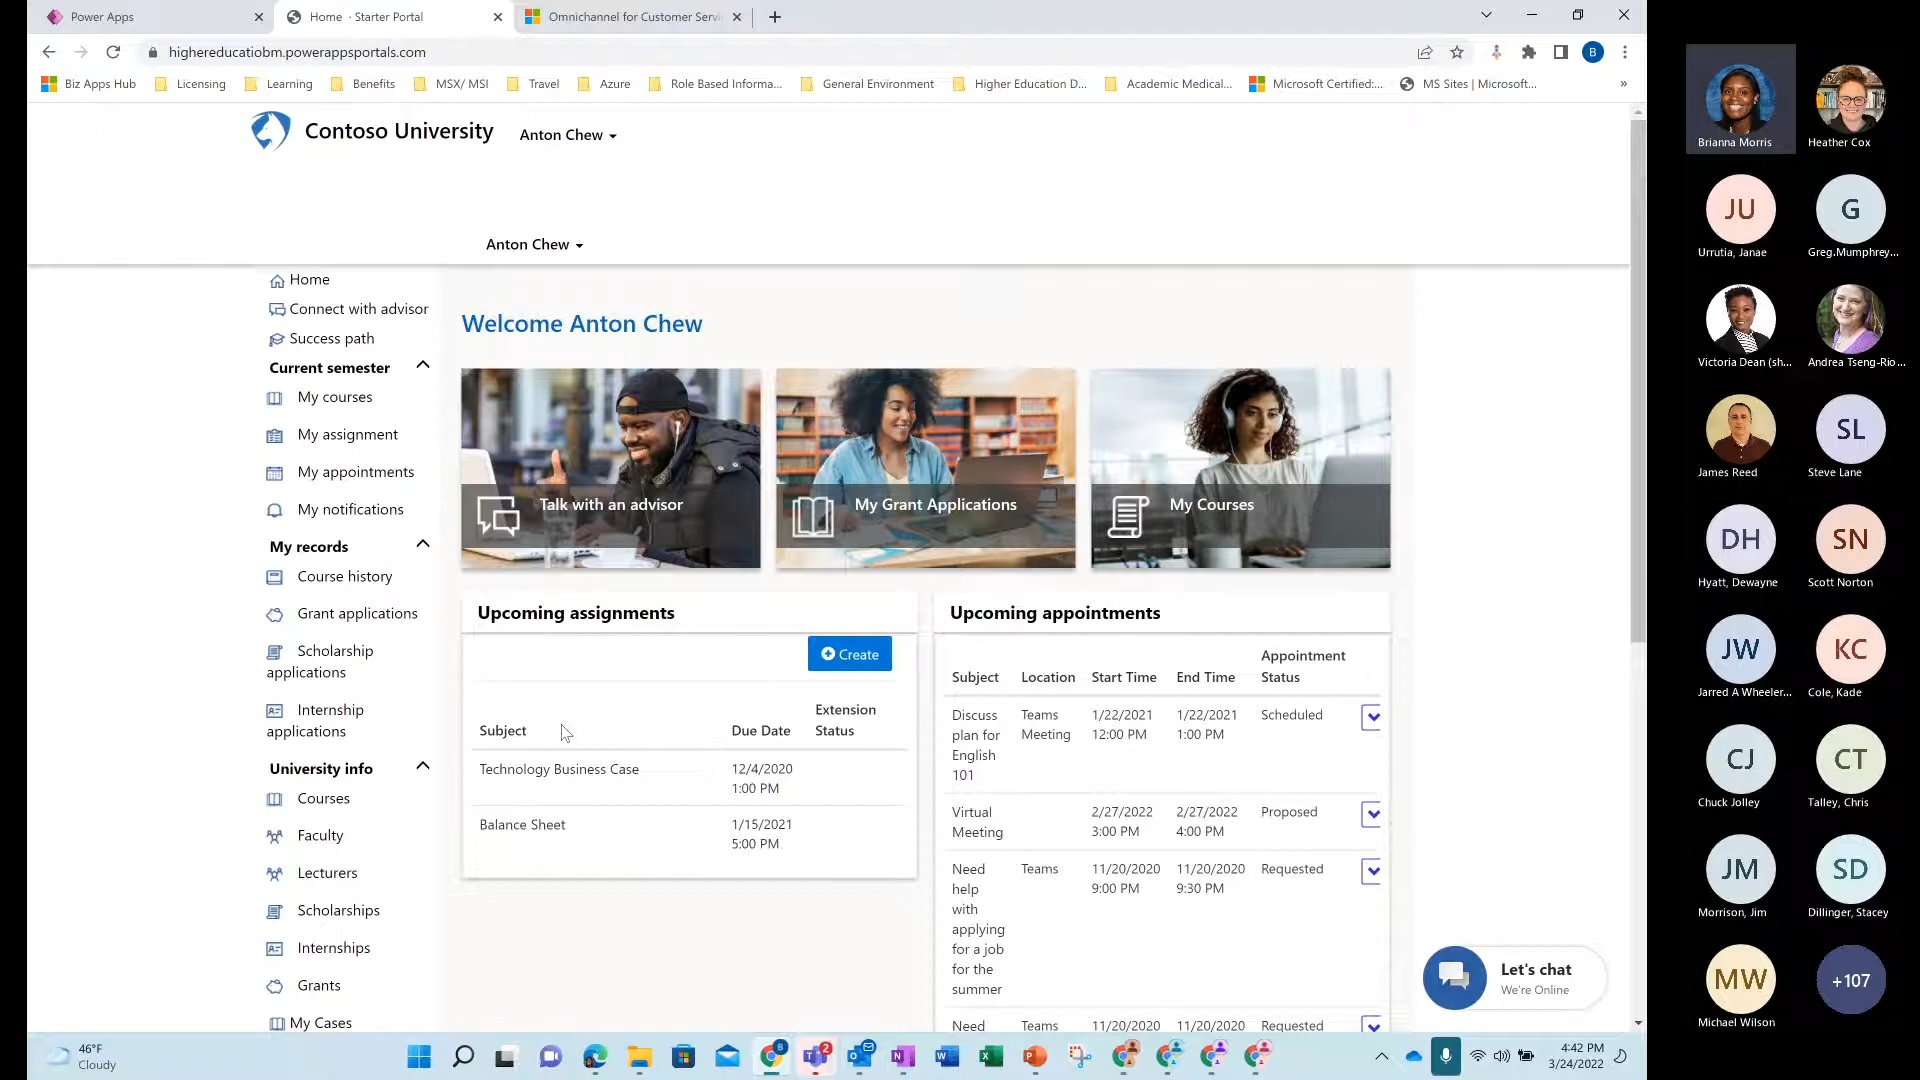 Power Apps
Home · Starter Portal
Omnichannel for Customer Servi
highereducatiobm.powerappsportals.com
B
Biz Apps Hub
Licensing
Learning
Benefits
MSX/ MSI
Travel
Azure
Role Based Informa...
General Environment
Higher Education D...
Academic Medical...
Microsoft Certified:...
MS Sites | Microsoft...
»
Contoso University
Anton Chew
Anton Chew
Home
Connect with advisor
Success path
Current semester
My courses
My assignment
My appointments
My notifications
My records
Course history
Grant applications
Scholarship
applications
Internship
applications
University info
Courses
Faculty
Lecturers
Scholarships
Internships
Grants
My Cases
Welcome Anton Chew
Talk with an advisor
My Grant Applications
My Courses
Upcoming assignments
Create
Subject
Due Date
Extension
Status
Technology Business Case
12/4/2020
1:00 PM
Balance Sheet
1/15/2021
5:00 PM
Upcoming appointments
Subject
Location
Start Time
End Time
Appointment
Status
Discuss
plan for
English
101
Teams
Meeting
1/22/2021
12:00 PM
1/22/2021
1:00 PM
Scheduled
Virtual
Meeting
2/27/2022
3:00 PM
2/27/2022
4:00 PM
Proposed
Need
help
with
applying
for a job
for the
summer
Teams
11/20/2020
9:00 PM
11/20/2020
9:30 PM
Requested
Need
Teams
11/20/2020
11/20/2020
Requested
Let's chat
We're Online
46°F
Cloudy
2
4:42 PM
3/24/2022
Brianna Morris
Heather Cox
JU
Urrutia, Janae
G
Greg.Mumphrey...
Victoria Dean (sh...
Andrea Tseng-Rio...
James Reed
SL
Steve Lane
DH
Hyatt, Dewayne
SN
Scott Norton
JW
Jarred A Wheeler...
KC
Cole, Kade
CJ
Chuck Jolley
CT
Talley, Chris
JM
Morrison, Jim
SD
Dillinger, Stacey
MW
Michael Wilson
+107